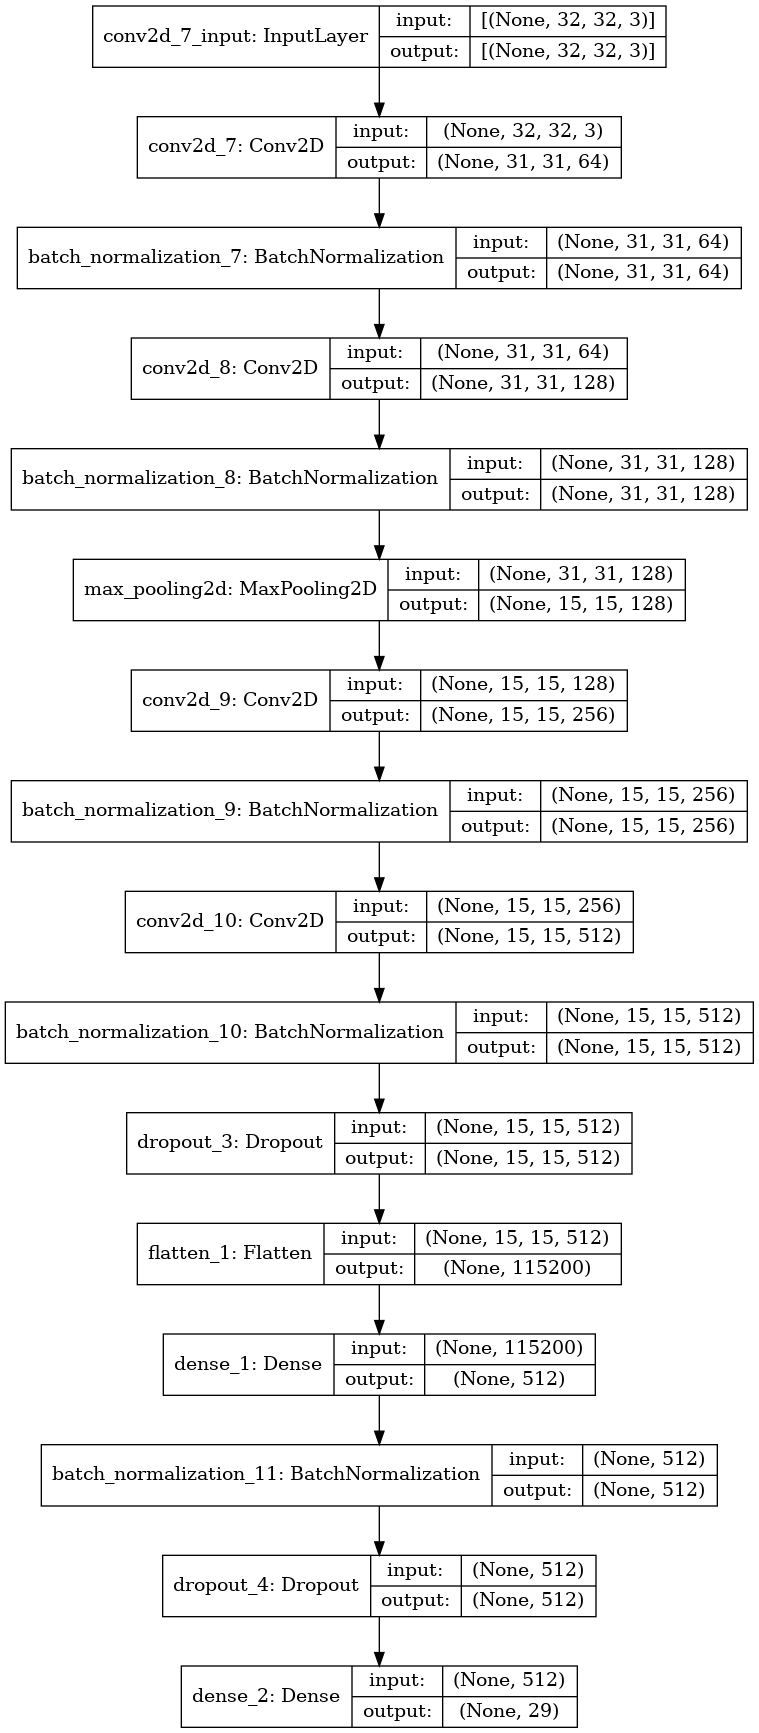 conv2d_7_input: InputLayer
input: [(None, 32, 32, 3)]
output: [(None, 32, 32, 3)]
conv2d_7: Conv2D
input: (None, 32, 32, 3)
output: (None, 31, 31, 64)
batch_normalization_7: BatchNormalization
input: (None, 31, 31, 64)
output: (None, 31, 31, 64)
conv2d_8: Conv2D
input: (None, 31, 31, 64)
output: (None, 31, 31, 128)
batch_normalization_8: BatchNormalization
input: (None, 31, 31, 128)
output: (None, 31, 31, 128)
max_pooling2d: MaxPooling2D
input: (None, 31, 31, 128)
output: (None, 15, 15, 128)
conv2d_9: Conv2D
input: (None, 15, 15, 128)
output: (None, 15, 15, 256)
batch_normalization_9: BatchNormalization
input: (None, 15, 15, 256)
output: (None, 15, 15, 256)
conv2d_10: Conv2D
input: (None, 15, 15, 256)
output: (None, 15, 15, 512)
batch_normalization_10: BatchNormalization
input: (None, 15, 15, 512)
output: (None, 15, 15, 512)
dropout_3: Dropout
input: (None, 15, 15, 512)
output: (None, 15, 15, 512)
flatten_1: Flatten
input: (None, 15, 15, 512)
output: (None, 115200)
dense_1: Dense
input: (None, 115200)
output: (None, 512)
batch_normalization_11: BatchNormalization
input: (None, 512)
output: (None, 512)
dropout_4: Dropout
input: (None, 512)
output: (None, 512)
dense_2: Dense
input: (None, 512)
output: (None, 29)